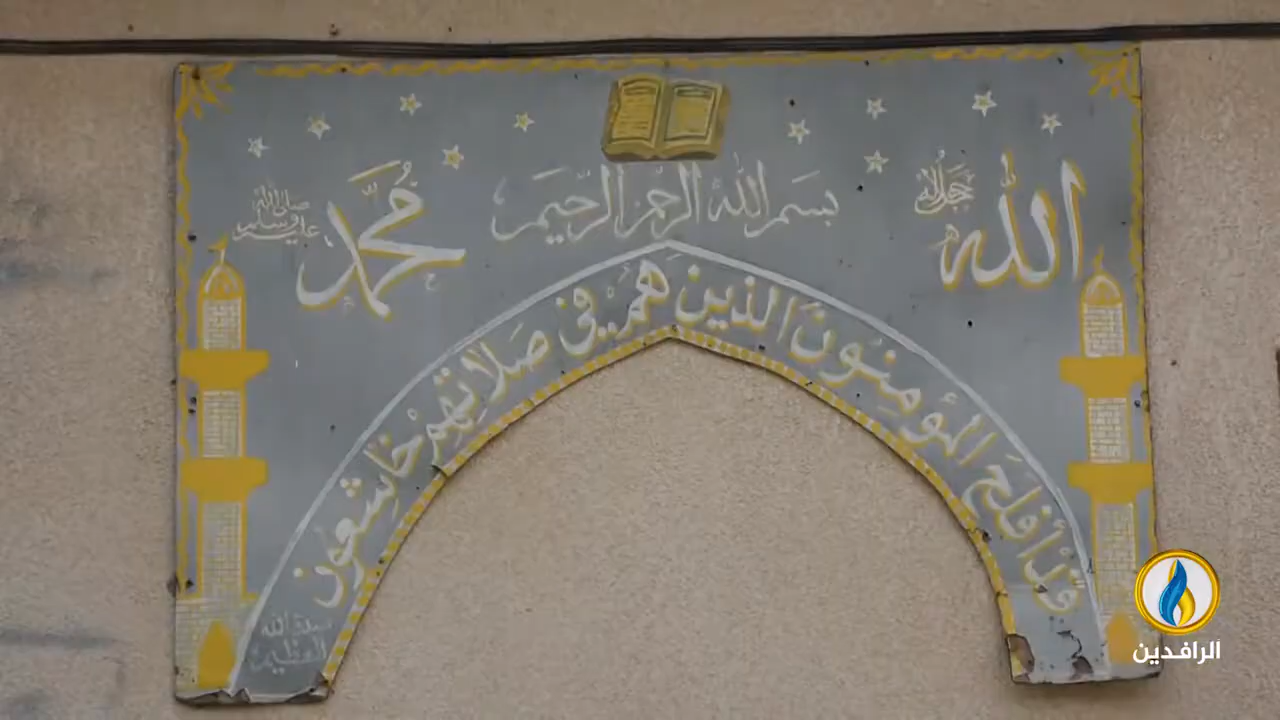 الله
جل جلاله
بسم الله الرحمن الرحيم
محمد
صلى الله
عليه وسلم
قد أفلحَ المؤمنونَ الذين هم في صلاتهم خاشعون
صدق الله
العظيم
الرافدين